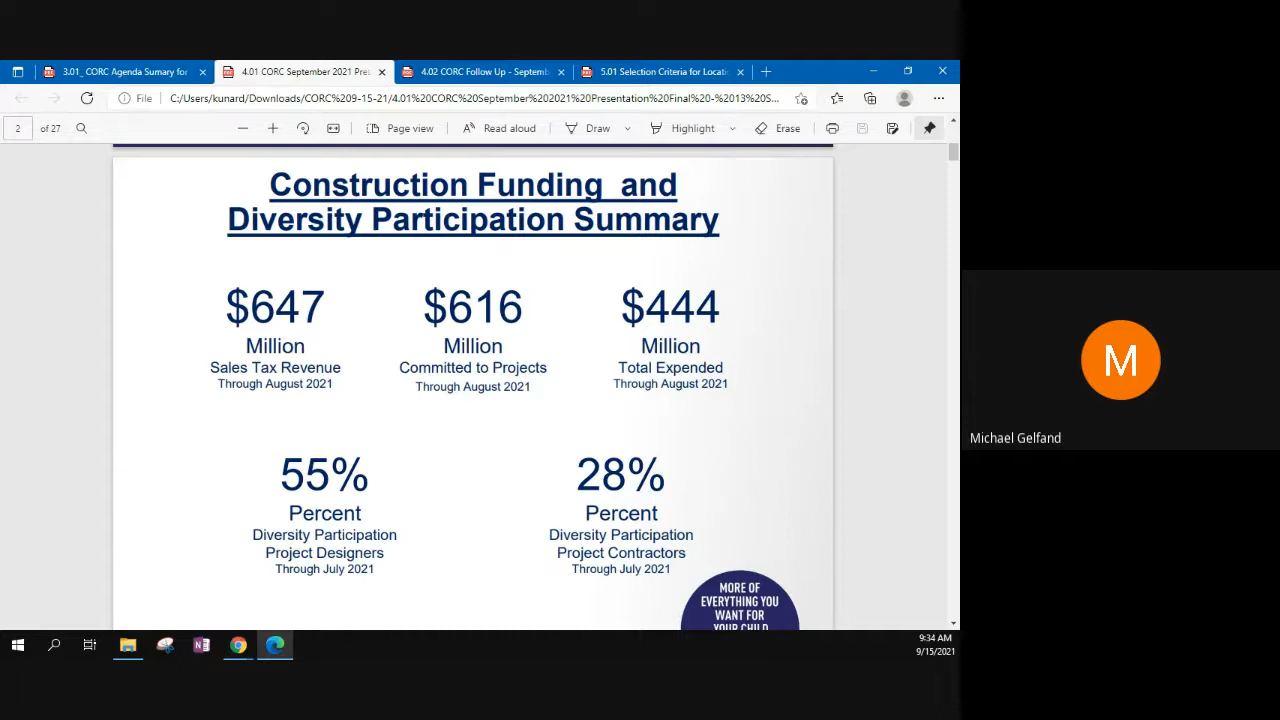 3.01_ CORC Agenda Sumary for
4.01 CORC September 2021 Pre
4.02 CORC Follow Up - Septemb
5.01 Selection Criteria for Locati
File
C:/Users/kunard/Downloads/CORC%209-15-21/4.01%20CORC%20September%202021%20Presentation%20Final%20-%2013%20S...
2
of 27
Page view
Read aloud
Draw
Highlight
Erase
Construction Funding and
Diversity Participation Summary
$647
Million
Sales Tax Revenue
Through August 2021
$616
Million
Committed to Projects
Through August 2021
$444
Million
Total Expended
Through August 2021
55%
Percent
Diversity Participation
Project Designers
Through July 2021
28%
Percent
Diversity Participation
Project Contractors
Through July 2021
MORE OF
EVERYTHING YOU
WANT FOR
YOUR CHILD
M
Michael Gelfand
9:34 AM
9/15/2021